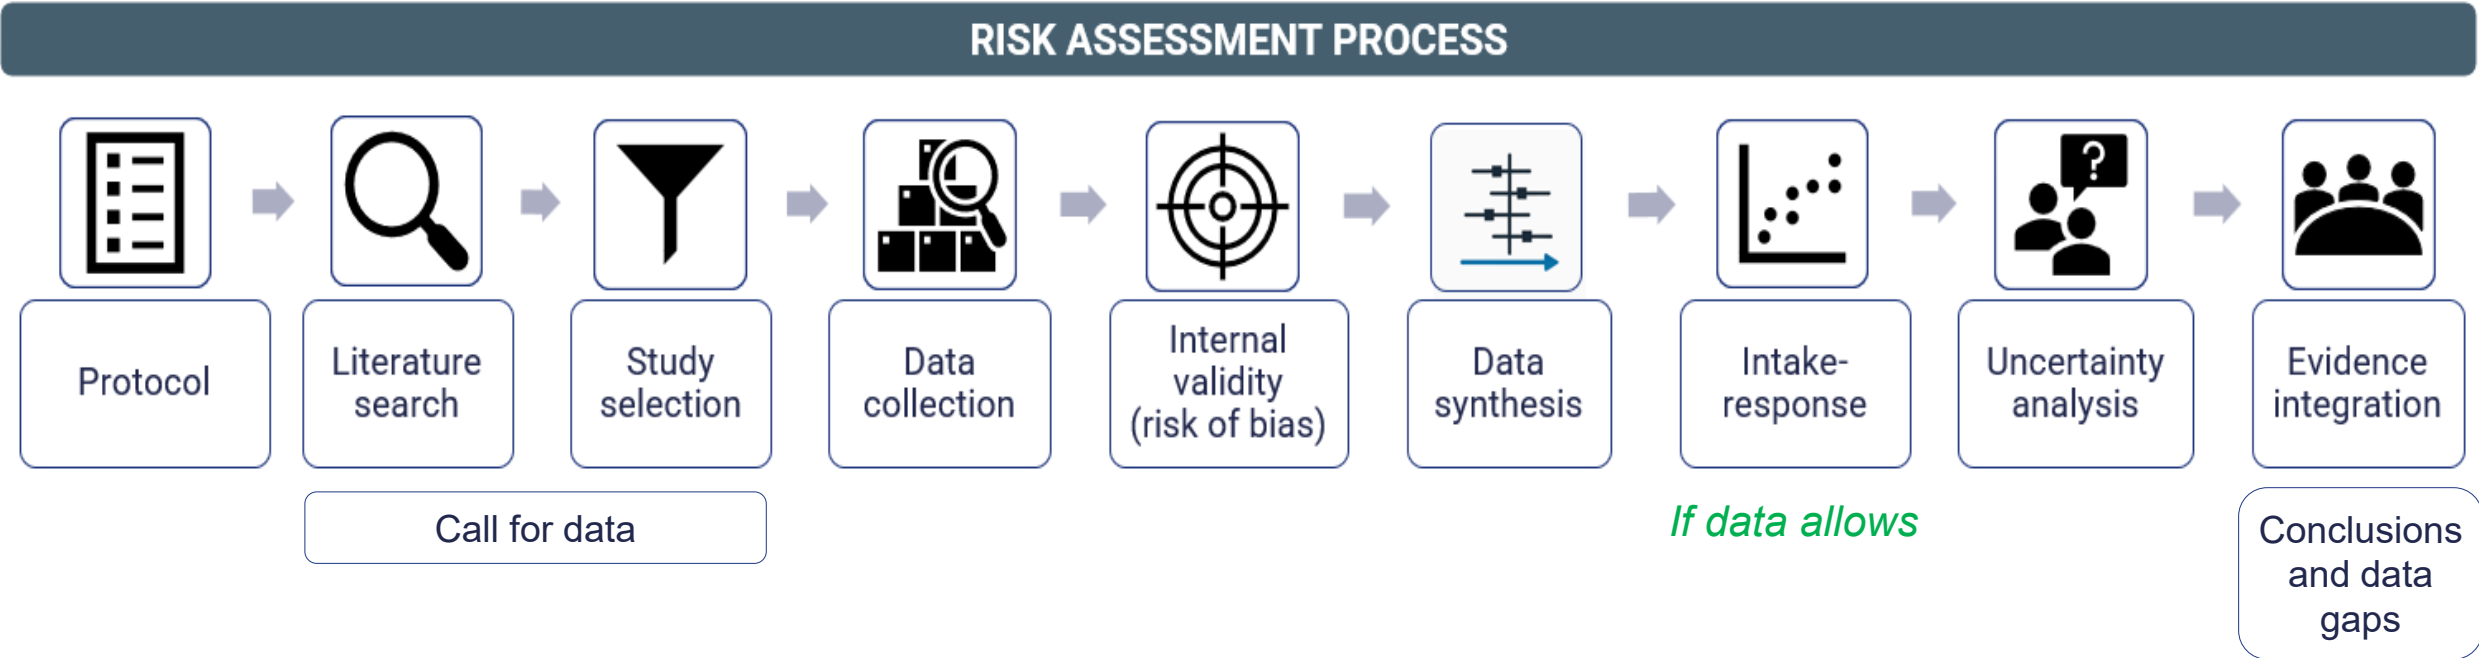 RISK ASSESSMENT PROCESS
?
Protocol
Literature
search
Study
selection
Data
collection
Internal
validity
(risk of bias)
Data
synthesis
Intake-
response
Uncertainty
analysis
Evidence
integration
Call for data
If data allows
Conclusions
and data
gaps